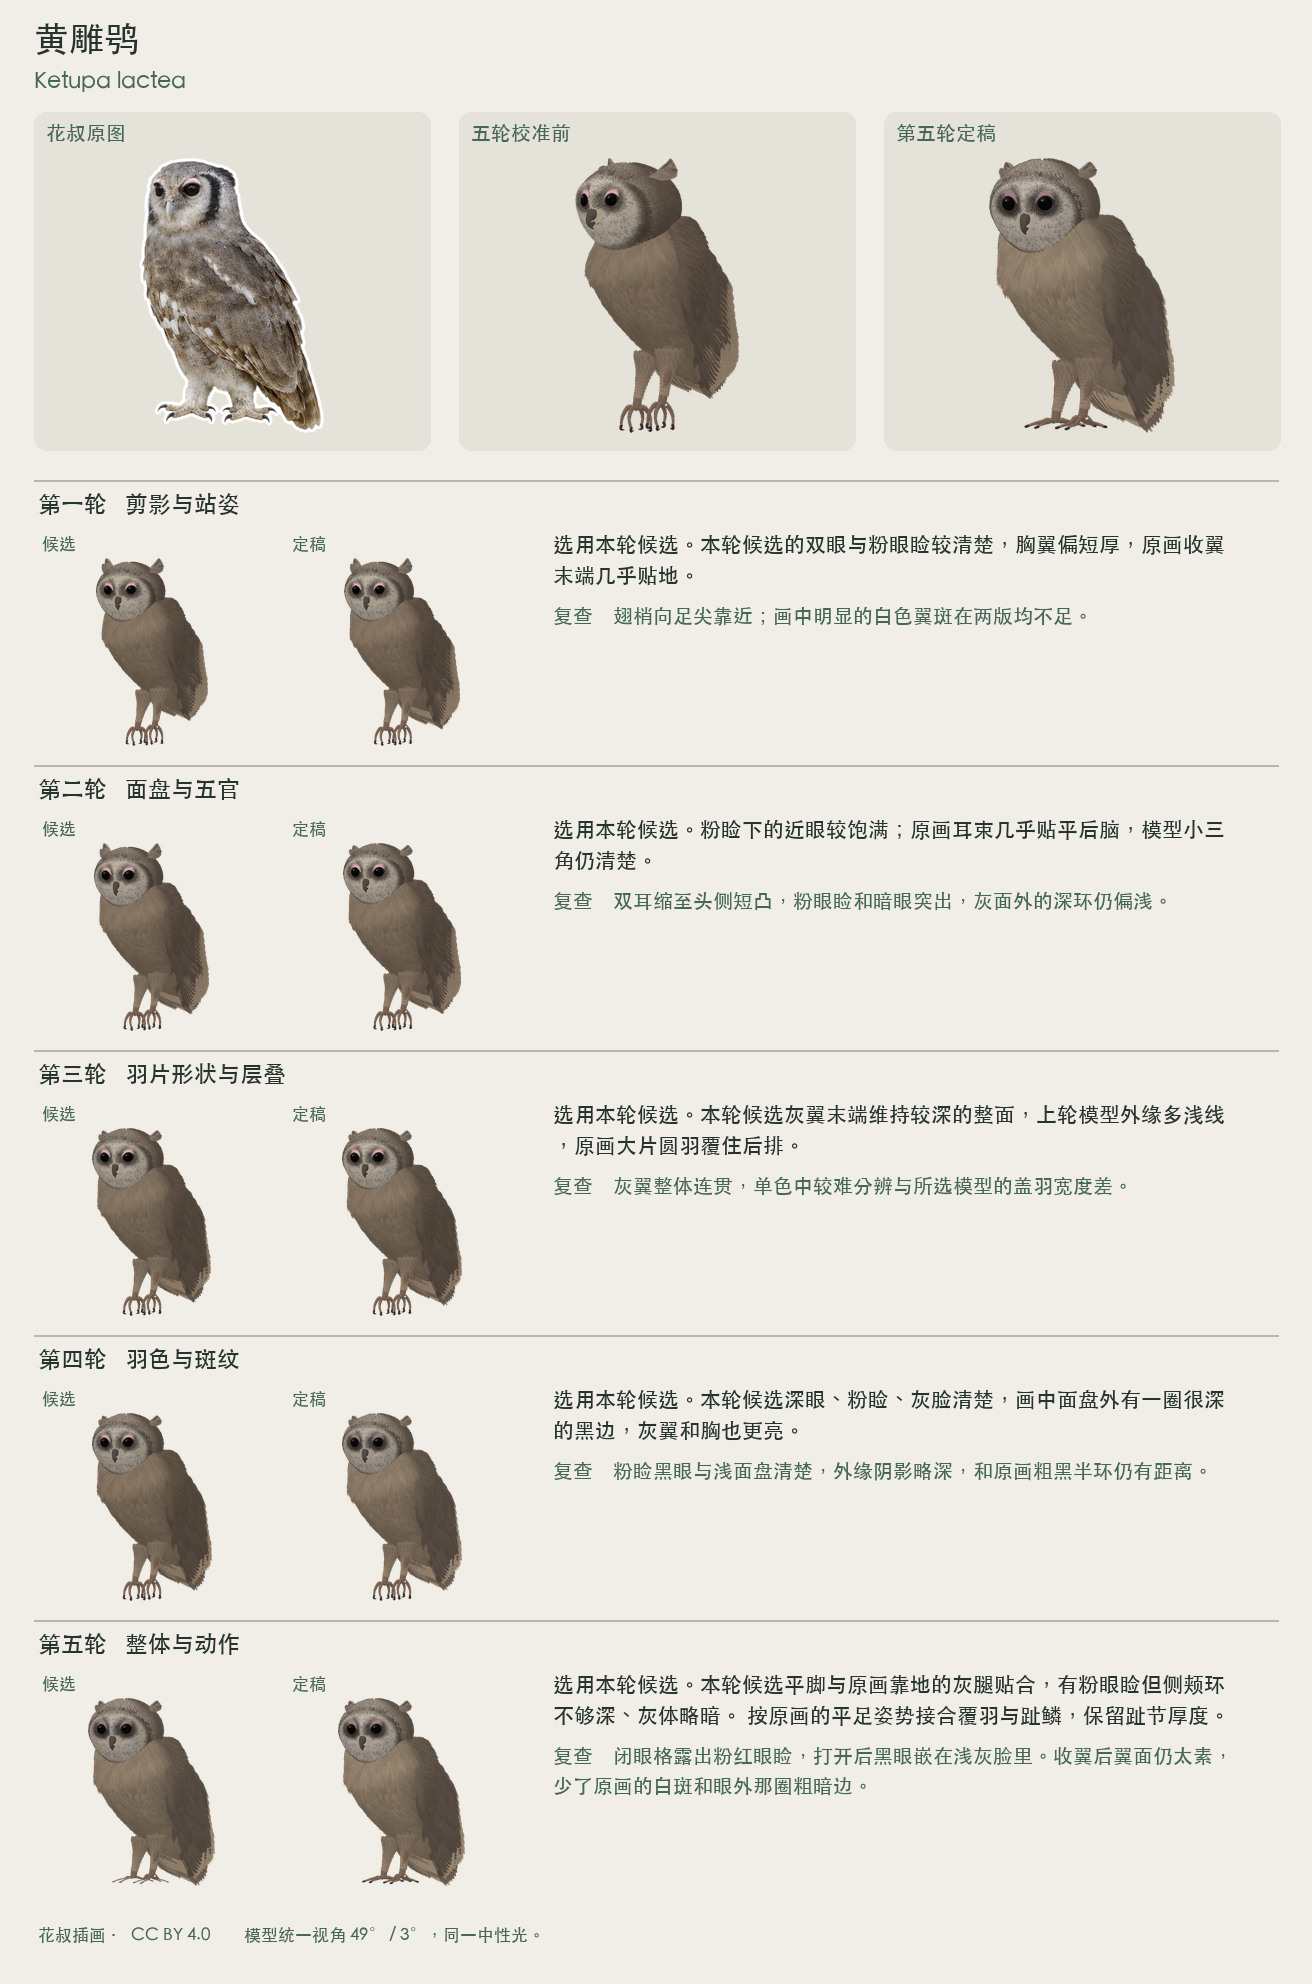 黄雕鸮
Ketupa lactea
花叔原图
五轮校准前
第五轮定稿
第一轮 剪影与站姿
候选
定稿
选用本轮候选。本轮候选的双眼与粉眼睑较清楚，胸翼偏短厚，原画收翼
末端几乎贴地。
复查 翅梢向足尖靠近；画中明显的白色翼斑在两版均不足。
第二轮 面盘与五官
候选
定稿
选用本轮候选。粉睑下的近眼较饱满；原画耳束几乎贴平后脑，模型小三
角仍清楚。
复查 双耳缩至头侧短凸，粉眼睑和暗眼突出，灰面外的深环仍偏浅。
第三轮 羽片形状与层叠
候选
定稿
选用本轮候选。本轮候选灰翼末端维持较深的整面，上轮模型外缘多浅线
，原画大片圆羽覆住后排。
复查 灰翼整体连贯，单色中较难分辨与所选模型的盖羽宽度差。
第四轮 羽色与斑纹
候选
定稿
选用本轮候选。本轮候选深眼、粉睑、灰脸清楚，画中面盘外有一圈很深
的黑边，灰翼和胸也更亮。
复查 粉睑黑眼与浅面盘清楚，外缘阴影略深，和原画粗黑半环仍有距离。
第五轮 整体与动作
候选
定稿
选用本轮候选。本轮候选平脚与原画靠地的灰腿贴合，有粉眼睑但侧颊环
不够深、灰体略暗。 按原画的平足姿势接合覆羽与趾鳞，保留趾节厚度。
复查 闭眼格露出粉红眼睑，打开后黑眼嵌在浅灰脸里。收翼后翼面仍太素，
少了原画的白斑和眼外那圈粗暗边。
花叔插画 · CC BY 4.0 模型统一视角 49° / 3°，同一中性光。